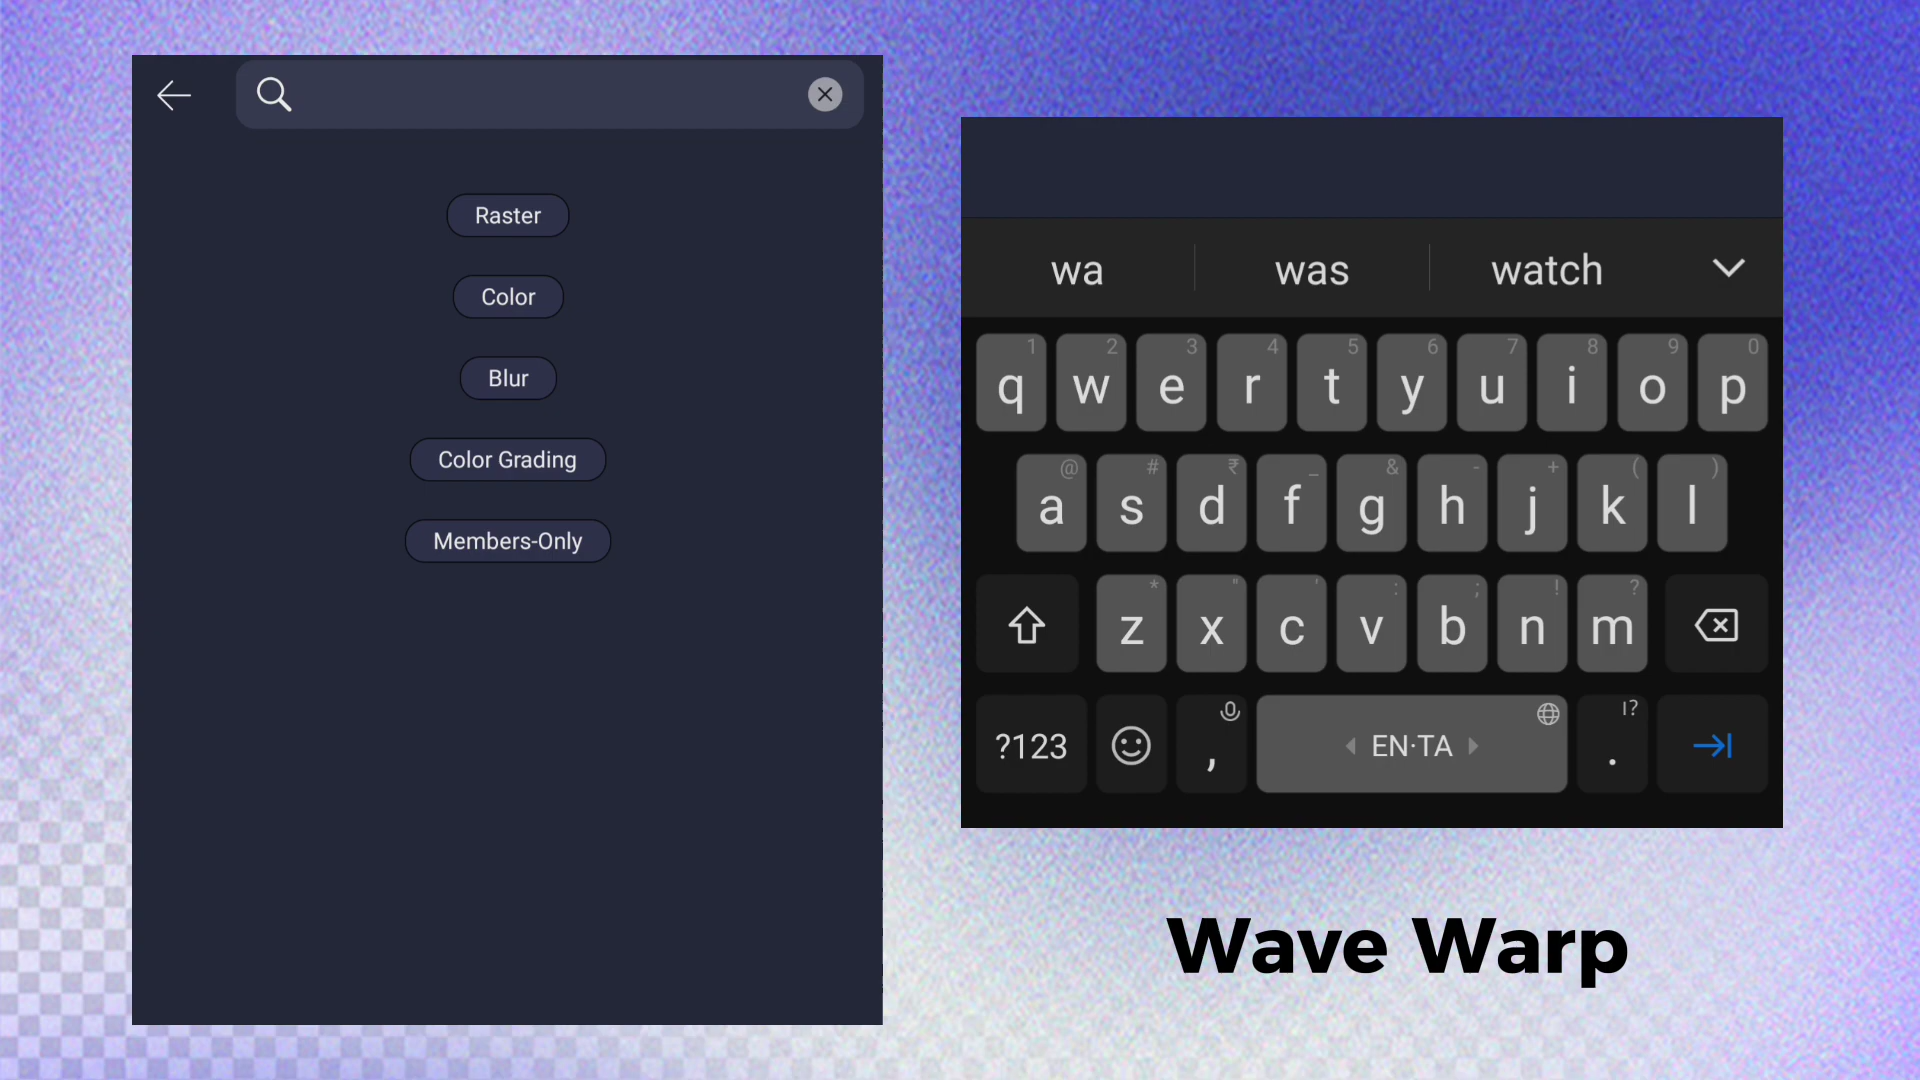 Raster
Color
Blur
Color Grading
Members-Only
wa was watch
1 2 3 4 5 6 7 8 9 0
q w e r t y u i o p
@ # ₹ _ & - + ( )
a s d f g h j k l
* " ' : ; ! ?
z x c v b n m
!?
?123 , EN·TA .
Wave Warp